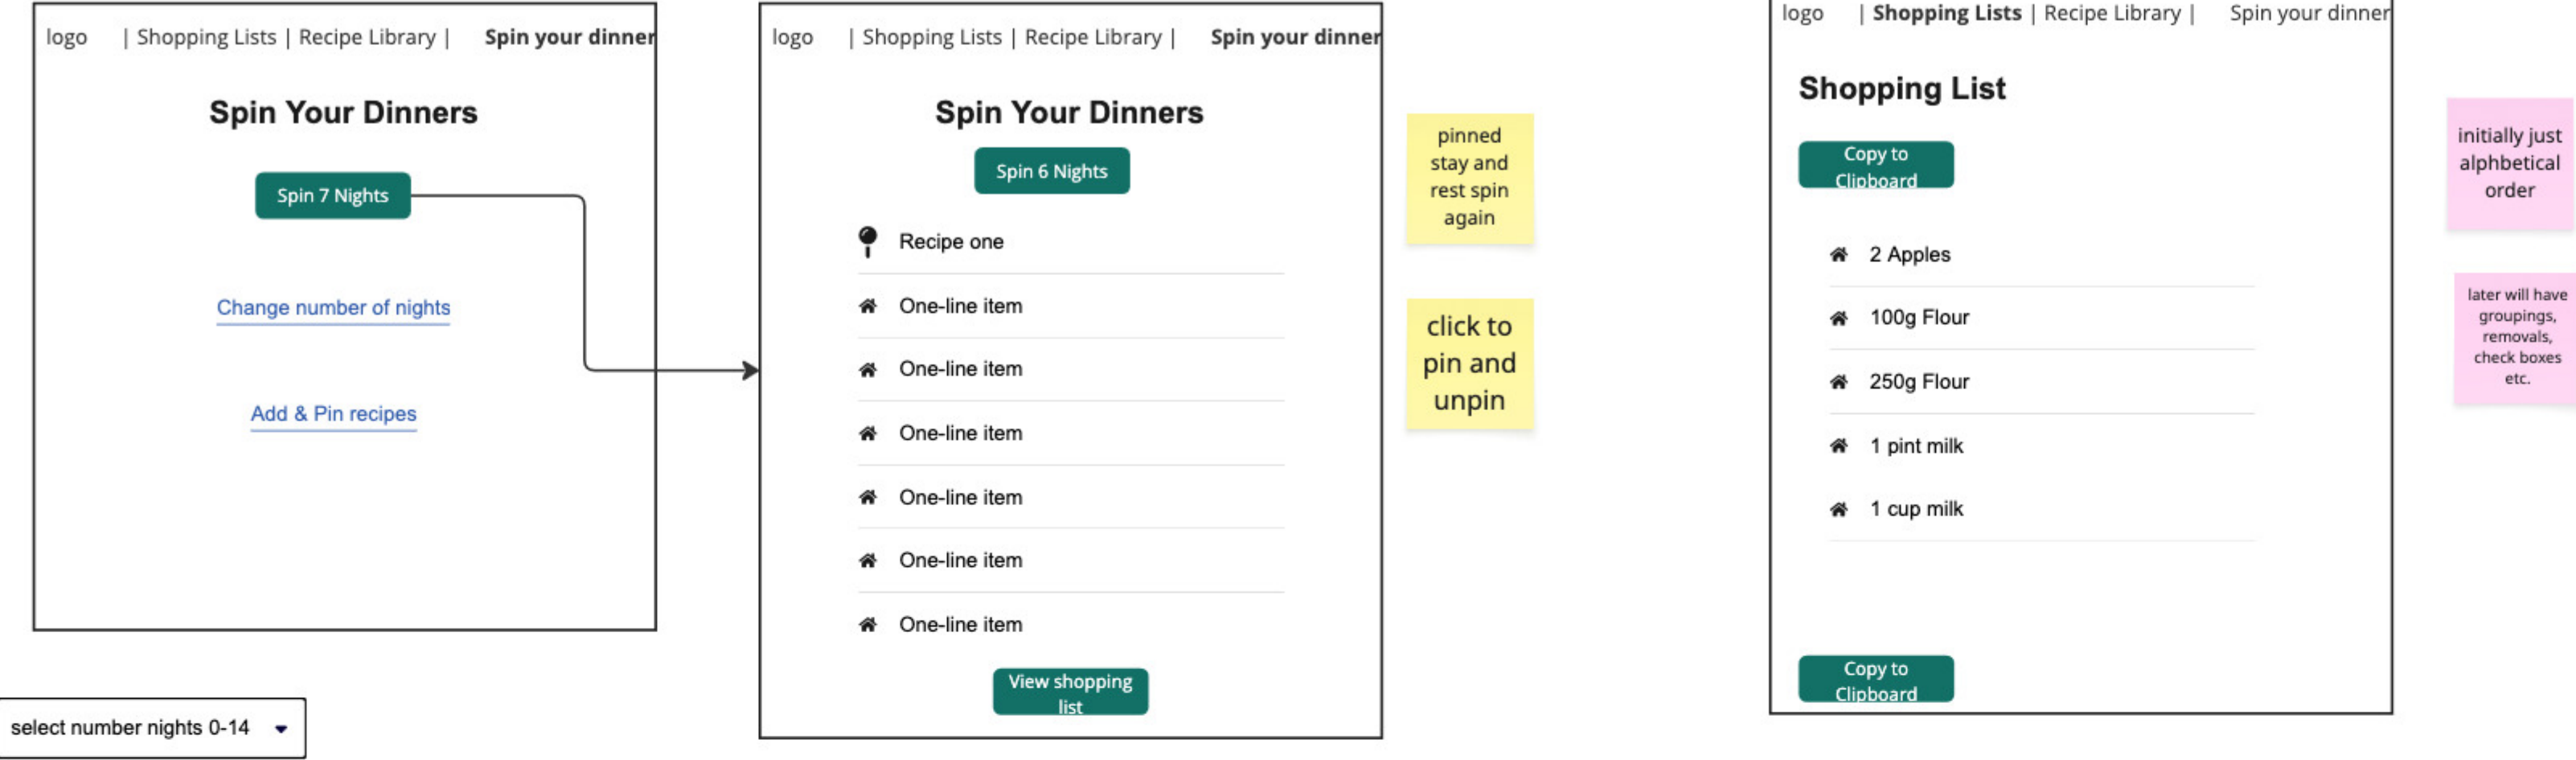 logo | Shopping Lists | Recipe Library | Spin your dinner
Spin Your Dinners
Spin 7 Nights
Change number of nights
Add & Pin recipes
select number nights 0-14
logo | Shopping Lists | Recipe Library | Spin your dinner
Spin Your Dinners
Spin 6 Nights
Recipe one
One-line item
One-line item
One-line item
One-line item
One-line item
One-line item
View shopping
list
pinned
stay and
rest spin
again
click to
pin and
unpin
logo | Shopping Lists | Recipe Library | Spin your dinner
Shopping List
Copy to
Clipboard
2 Apples
100g Flour
250g Flour
1 pint milk
1 cup milk
Copy to
Clipboard
initially just
alphbetical
order
later will have
groupings,
removals,
check boxes
etc.